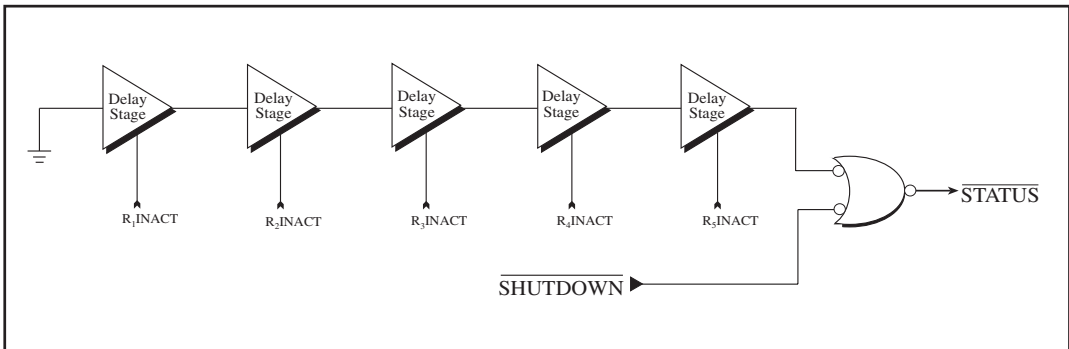 Delay
Stage
Delay
Stage
Delay
Stage
Delay
Stage
Delay
Stage
R₁INACT
R₂INACT
R₃INACT
R₄INACT
R₅INACT
STATUS
SHUTDOWN